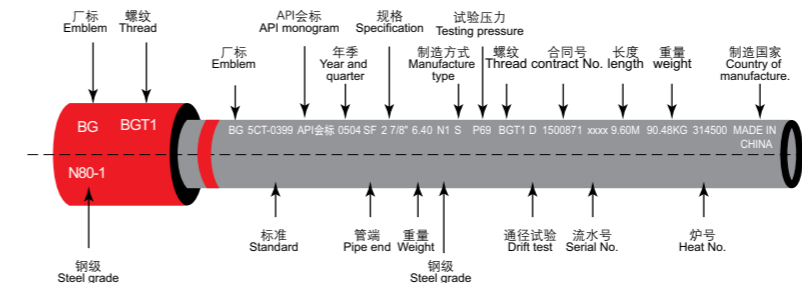 厂标
Emblem
螺纹
Thread
API会标
API monogram
规格
Specification
试验压力
Testing pressure
厂标
Emblem
年季
Year and
quarter
制造方式
Manufacture
type
螺纹
Thread
合同号
contract No.
长度
length
重量
weight
制造国家
Country of
manufacture.
BG
BGT1
N80-1
BG 5CT-0399 API会标 0504 SF 2 7/8" 6.40 N1 S P69 BGT1 D 1500871 xxxx 9.60M 90.48KG 314500 MADE IN
CHINA
标准
Standard
管端
Pipe end
重量
Weight
通径试验
Drift test
流水号
Serial No.
炉号
Heat No.
钢级
Steel grade
钢级
Steel grade